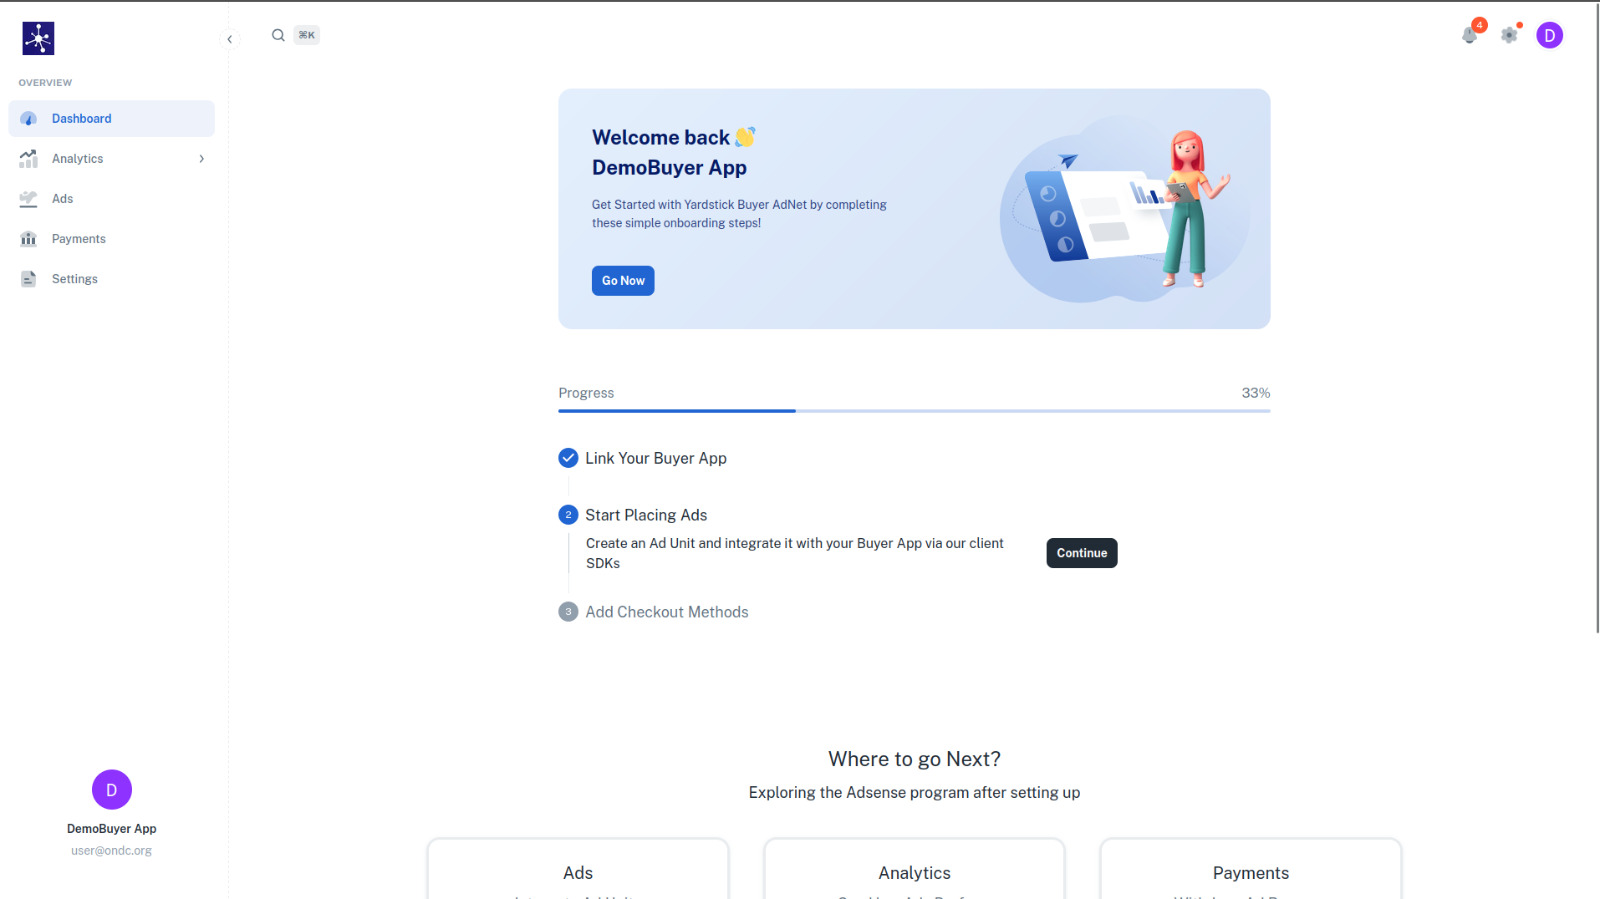 ⌘K
4
D
OVERVIEW
Dashboard
Analytics
Ads
Payments
Settings
Welcome back 👋
DemoBuyer App
Get Started with Yardstick Buyer AdNet by completing
these simple onboarding steps!
Go Now
Progress
33%
Link Your Buyer App
2
Start Placing Ads
Create an Ad Unit and integrate it with your Buyer App via our client
SDKs
Continue
3
Add Checkout Methods
Where to go Next?
Exploring the Adsense program after setting up
Ads
Analytics
Payments
D
DemoBuyer App
user@ondc.org